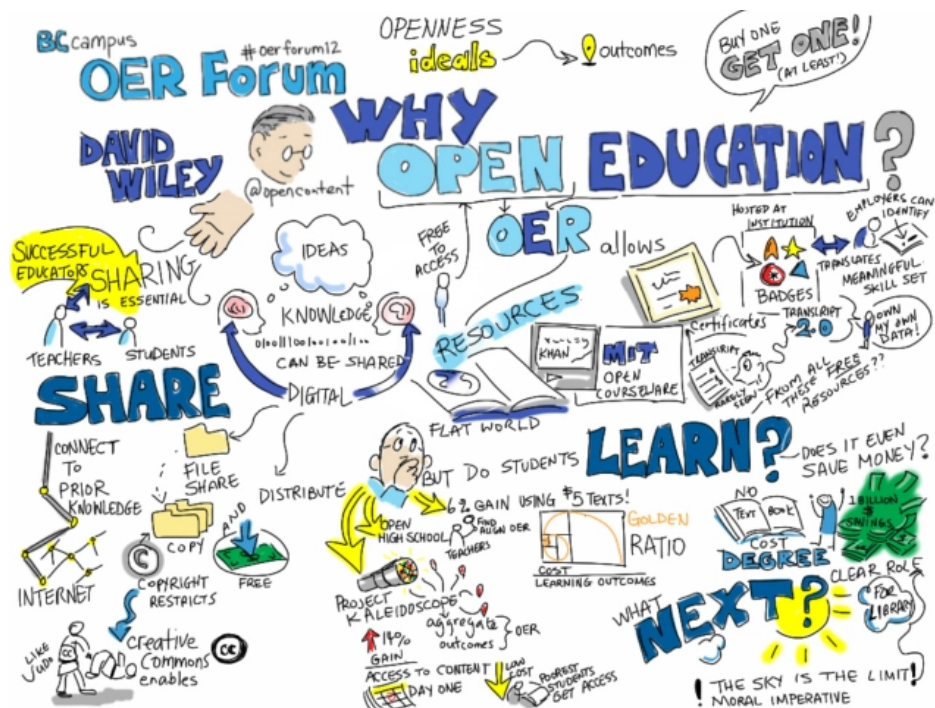 BCcampus
OER Forum
#oerforum12
OPENNESS
ideals
outcomes
BUY ONE
GET ONE!
(AT LEAST!)
DAVID
WILEY
@opencontent
WHY
OPEN EDUCATION?
OER
allows
FREE
TO
ACCESS
HOSTED AT
INSTITUTION
BADGES
TRANSLATES
EMPLOYERS CAN
IDENTIFY
MEANINGFUL
SKILL SET
SUCCESSFUL
EDUCATORS
SHARING
IS ESSENTIAL
TEACHERS
STUDENTS
IDEAS
KNOWLEDGE
CAN BE SHARED
DIGITAL
RESOURCES
KHAN
MIT
OPEN
COURSEWARE
FLAT WORLD
Certificates
TRANSCRIPT
RARELY
SEEN
TRANSCRIPT
2.0
OWN
MY OWN
DATA!
FROM ALL
THESE FREE
RESOURCES??
SHARE
CONNECT
TO
PRIOR
KNOWLEDGE
INTERNET
FILE
SHARE
COPY
AND
DISTRIBUTE
FREE
C
COPYRIGHT
RESTRICTS
LIKE
JUDO
Creative
Commons
enables
cc
BUT DO STUDENTS
LEARN?
6% GAIN USING $5 TEXTS!
OPEN
HIGH SCHOOL
FIND
ALIGN OER
TEACHERS
PROJECT
KALEIDOSCOPE
aggregate
outcomes
OER
GAIN
ACCESS TO CONTENT
DAY ONE
LOW
COST
POOREST
STUDENTS
GET ACCESS
GOLDEN
RATIO
COST
LEARNING OUTCOMES
DOES IT EVEN
SAVE MONEY?
NO
TEXT BOOK
COST
DEGREE
1 BILLION
$
SAVINGS
WHAT
NEXT?
CLEAR ROLE
FOR
LIBRARY
! THE SKY IS THE LIMIT!
MORAL IMPERATIVE